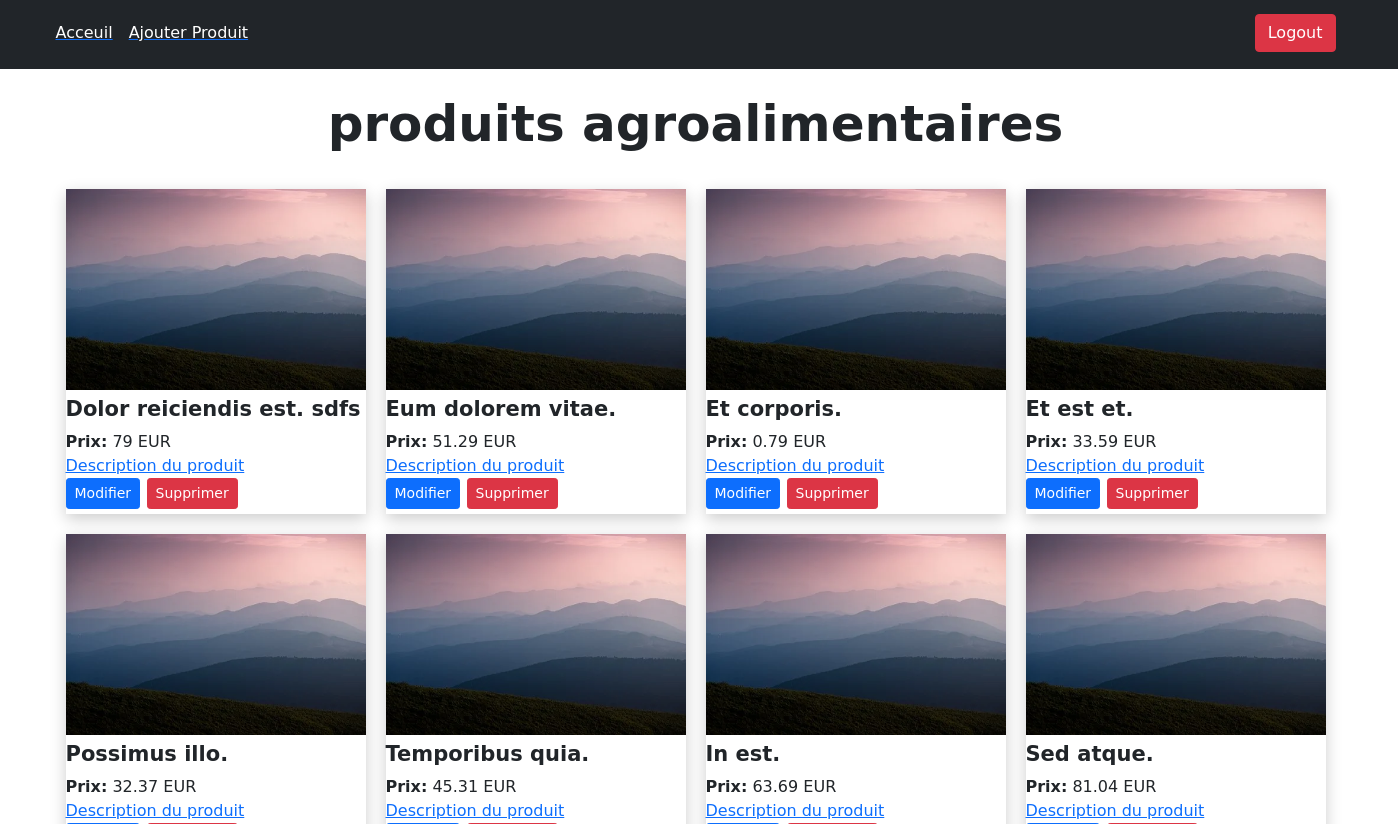 Acceuil Ajouter Produit Logout
produits agroalimentaires
Dolor reiciendis est. sdfs Eum dolorem vitae. Et corporis. Et est et.
Prix: 79 EUR Prix: 51.29 EUR Prix: 0.79 EUR Prix: 33.59 EUR
Description du produit Description du produit Description du produit Description du produit
Modifier Supprimer Modifier Supprimer Modifier Supprimer Modifier Supprimer
Possimus illo. Temporibus quia. In est. Sed atque.
Prix: 32.37 EUR Prix: 45.31 EUR Prix: 63.69 EUR Prix: 81.04 EUR
Description du produit Description du produit Description du produit Description du produit